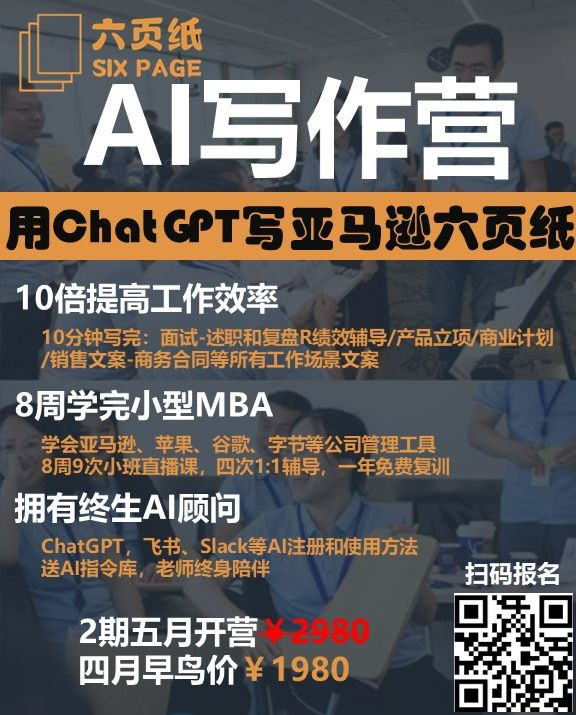 六页纸
SIX PAGE
AI写作营
用ChatGPT写亚马逊六页纸
10倍提高工作效率
10分钟写完：面试-述职和复盘R绩效辅导/产品立项/商业计划
/销售文案-商务合同等所有工作场景文案
8周学完小型MBA
学会亚马逊、苹果、谷歌、字节等公司管理工具
8周9次小班直播课，四次1:1辅导，一年免费复训
拥有终生AI顾问
ChatGPT，飞书、Slack等AI注册和使用方法
送AI指令库，老师终身陪伴
扫码报名
2期五月开营￥2980
四月早鸟价￥1980